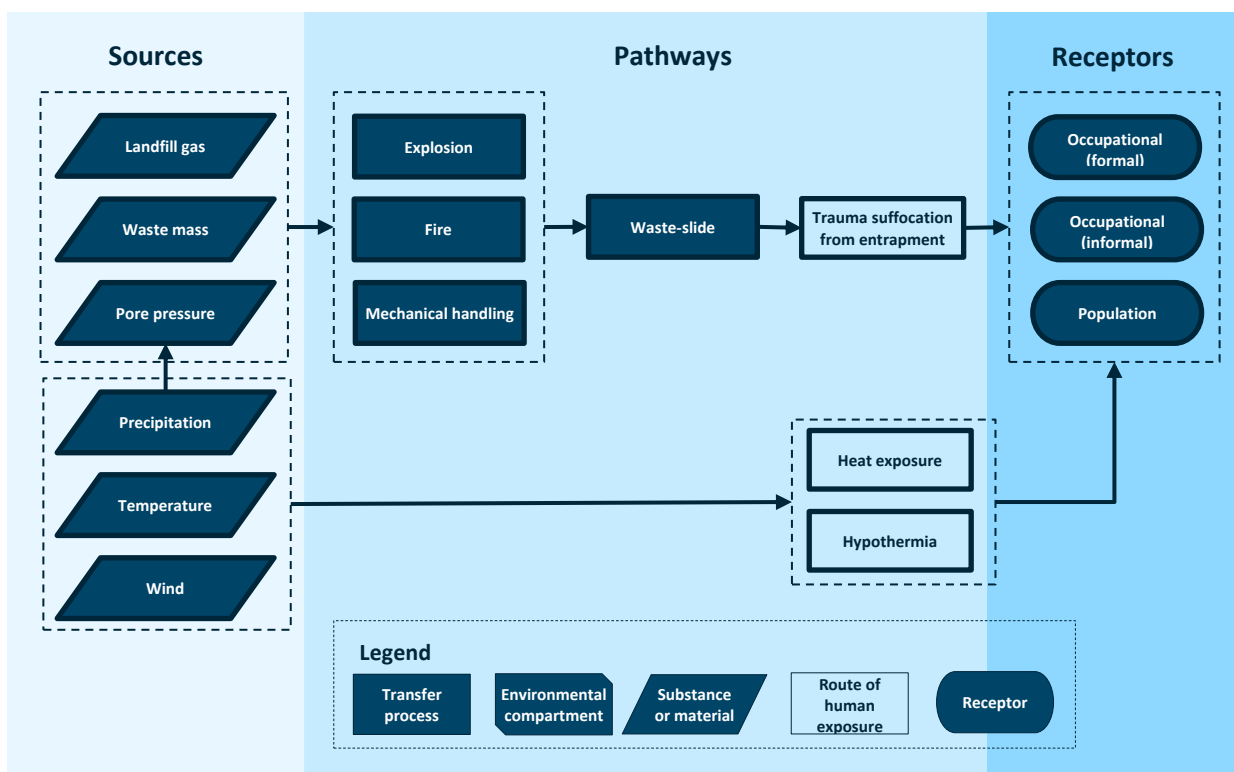 Sources
Pathways
Receptors
Landfill gas
Waste mass
Pore pressure
Precipitation
Temperature
Wind
Explosion
Fire
Mechanical handling
Waste-slide
Trauma suffocation
from entrapment
Heat exposure
Hypothermia
Occupational
(formal)
Occupational
(informal)
Population
Legend
Transfer
process
Environmental
compartment
Substance
or material
Route of
human
exposure
Receptor